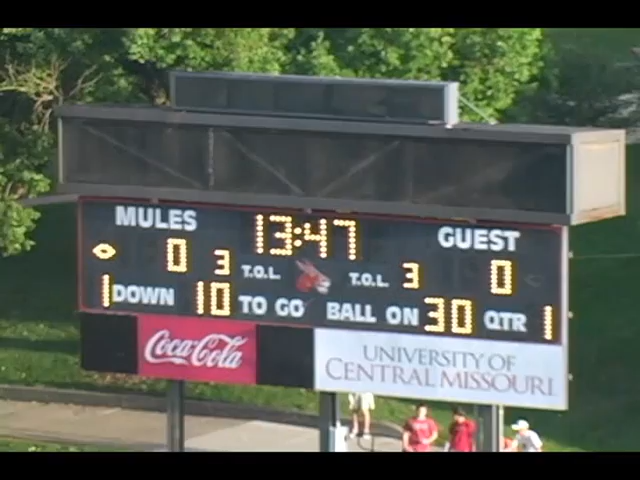 MULES 13:47 GUEST
0 3 T.O.L. T.O.L. 3 0
1 DOWN 10 TO GO BALL ON 30 QTR 1
Coca-Cola
UNIVERSITY OF
CENTRAL MISSOURI